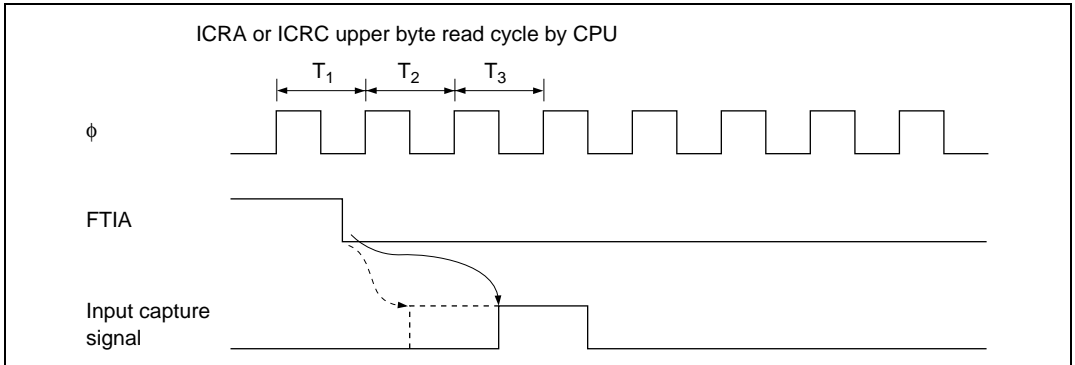 ICRA or ICRC upper byte read cycle by CPU
T1 T2 T3
ϕ
FTIA
Input capture
signal